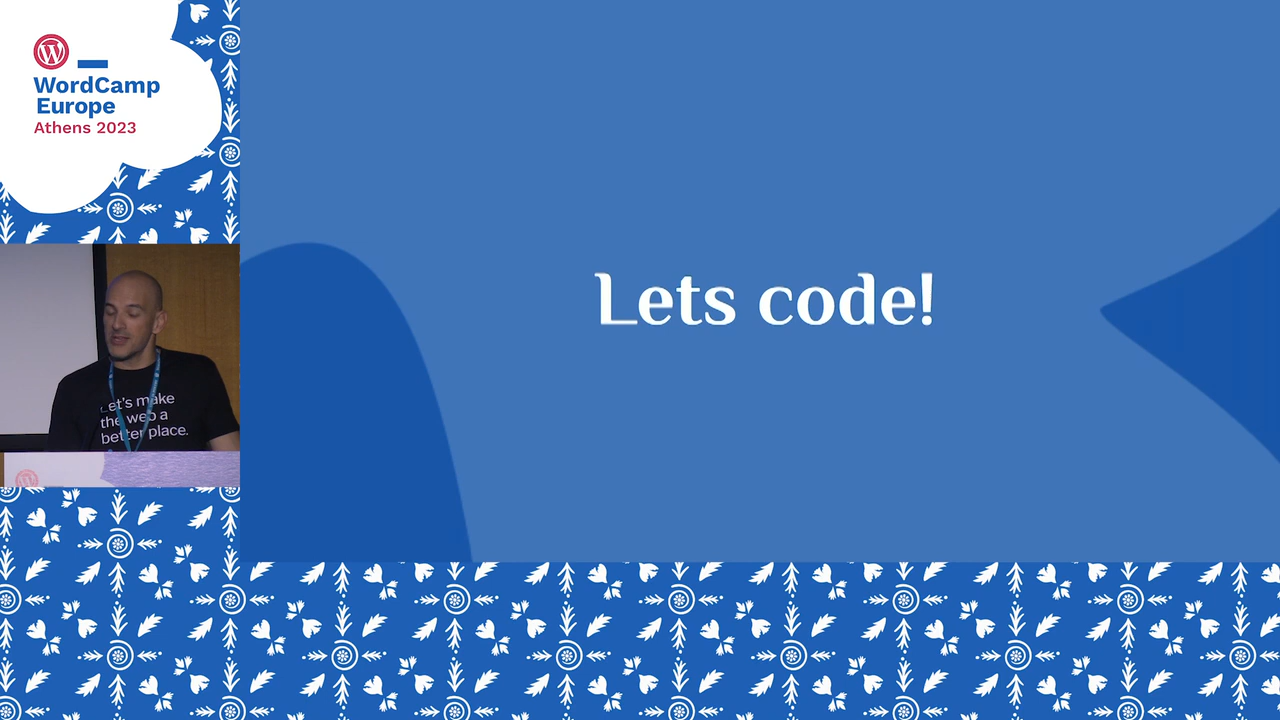 WordCamp
Europe
Athens 2023
Lets code!
Let's make
the web a
better place.